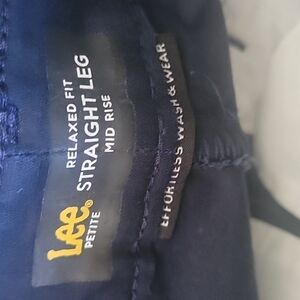 Lee®
PETITE
RELAXED FIT
STRAIGHT LEG
MID RISE
EFFORTLESS WASH & WEAR